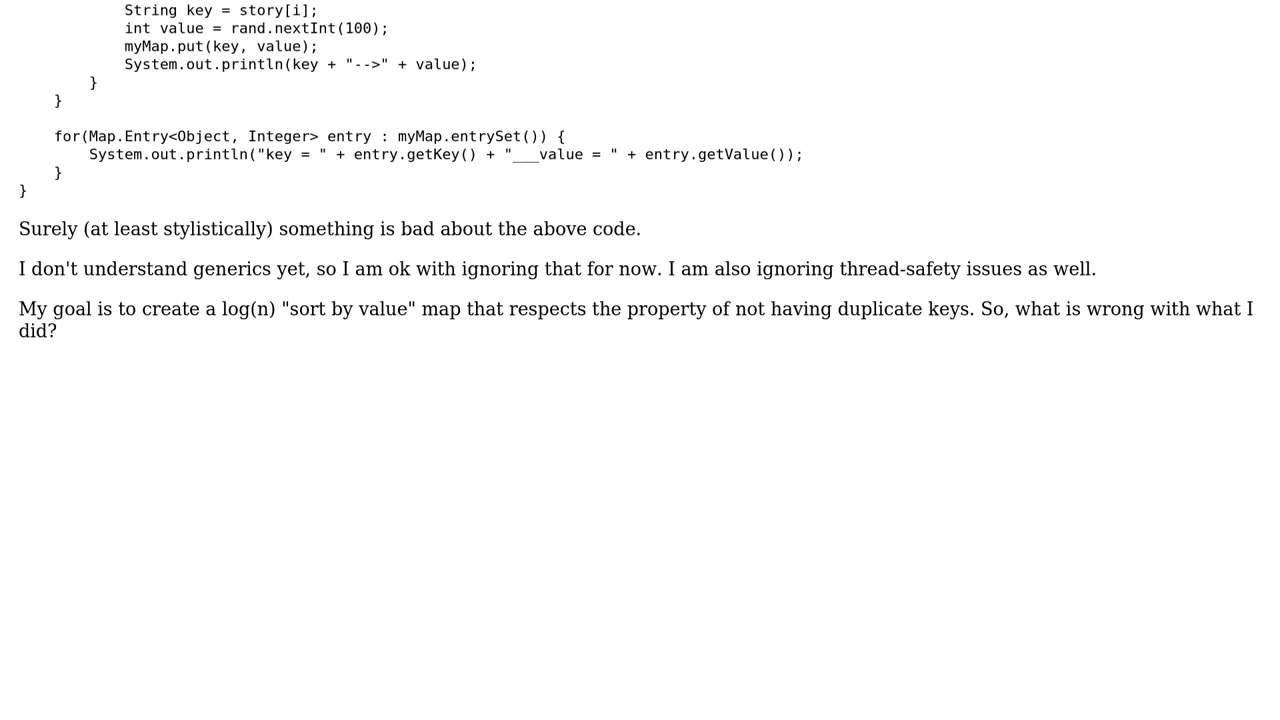 String key = story[i];
int value = rand.nextInt(100);
myMap.put(key, value);
System.out.println(key + "-->" + value);
}
}
for(Map.Entry<Object, Integer> entry : myMap.entrySet()) {
System.out.println("key = " + entry.getKey() + "___value = " + entry.getValue());
}
}
Surely (at least stylistically) something is bad about the above code.
I don't understand generics yet, so I am ok with ignoring that for now. I am also ignoring thread-safety issues as well.
My goal is to create a log(n) "sort by value" map that respects the property of not having duplicate keys. So, what is wrong with what I
did?